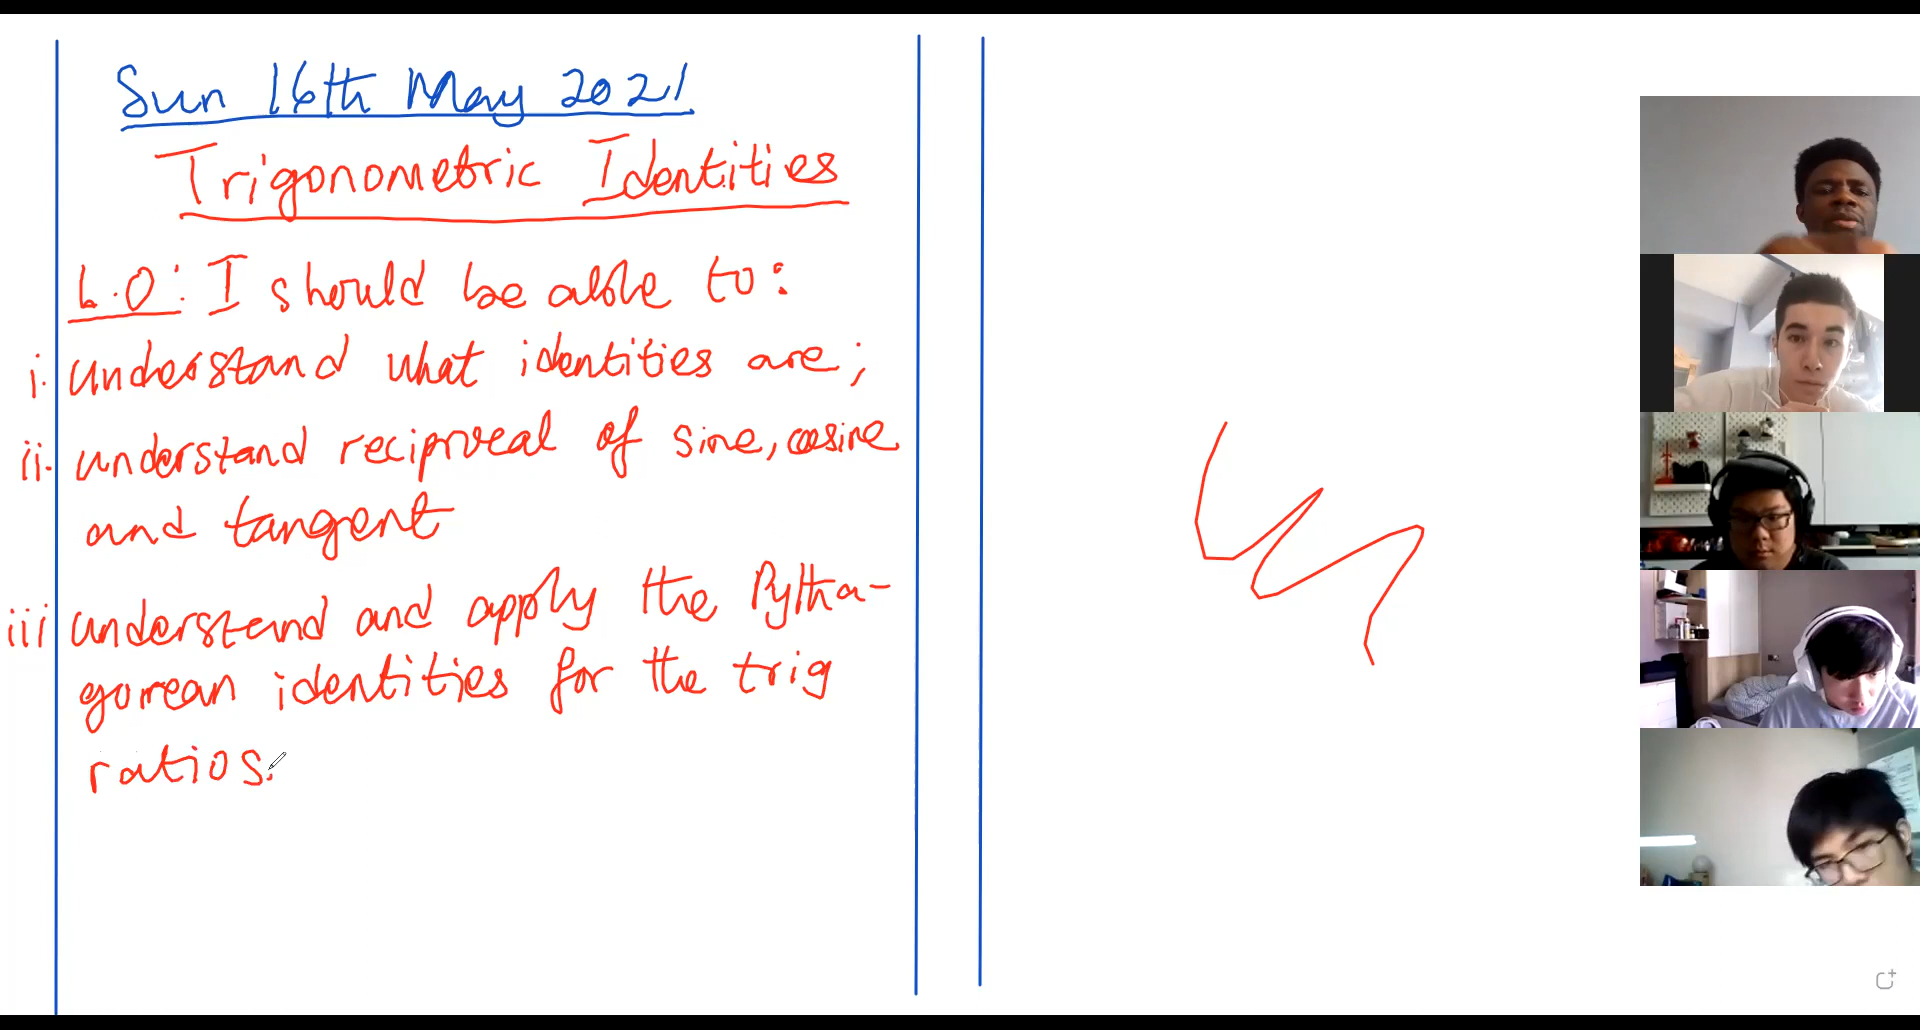 Sun 16th May 2021
Trigonometric Identities
L.O: I should be able to:
i. understand what identities are;
ii. understand reciprocal of sine, cosine
and tangent
iii understand and apply the Pytha-
gorean identities for the trig
ratios.